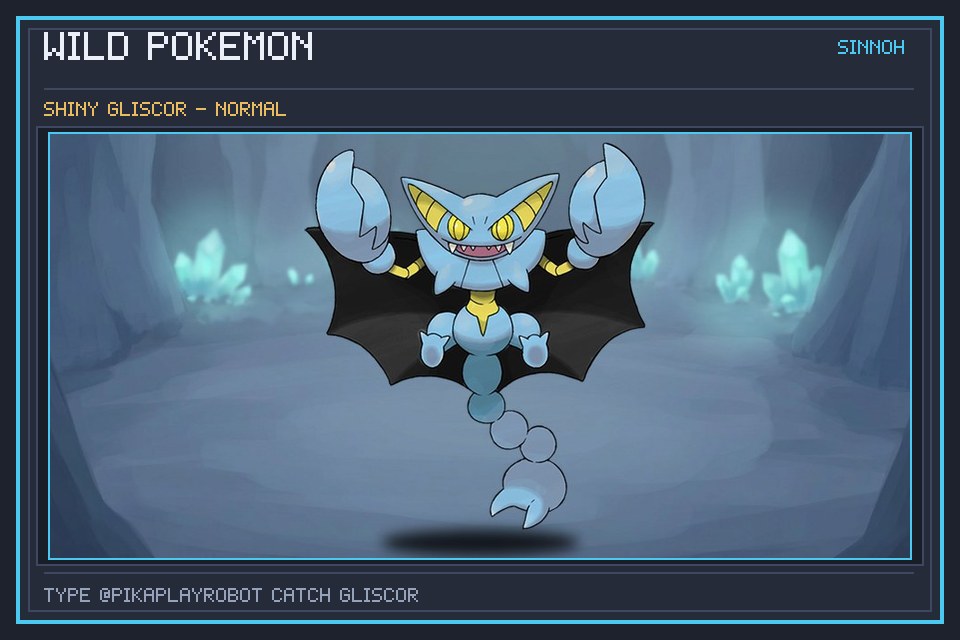 WILD POKEMON
SINNOH
SHINY GLISCOR - NORMAL
TYPE @PIKAPLAYROBOT CATCH GLISCOR